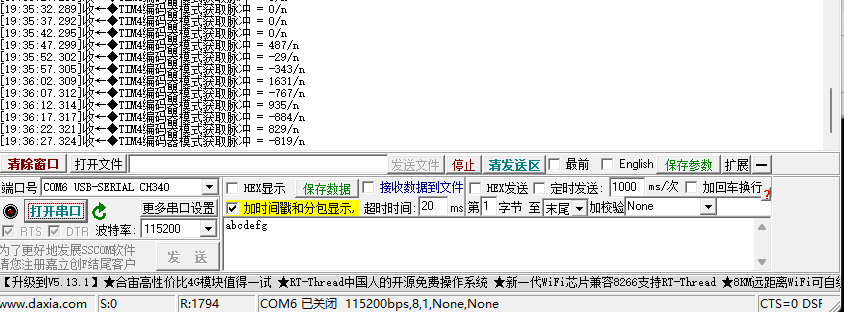 [19:35:32.289]收←◆TIM4编码器模式获取脉冲 = 0/n
[19:35:37.292]收←◆TIM4编码器模式获取脉冲 = 0/n
[19:35:42.295]收←◆TIM4编码器模式获取脉冲 = 0/n
[19:35:47.299]收←◆TIM4编码器模式获取脉冲 = 487/n
[19:35:52.302]收←◆TIM4编码器模式获取脉冲 = -29/n
[19:35:57.305]收←◆TIM4编码器模式获取脉冲 = -343/n
[19:36:02.309]收←◆TIM4编码器模式获取脉冲 = 1631/n
[19:36:07.312]收←◆TIM4编码器模式获取脉冲 = -767/n
[19:36:12.314]收←◆TIM4编码器模式获取脉冲 = 935/n
[19:36:17.317]收←◆TIM4编码器模式获取脉冲 = -884/n
[19:36:22.321]收←◆TIM4编码器模式获取脉冲 = 829/n
[19:36:27.324]收←◆TIM4编码器模式获取脉冲 = -819/n
清除窗口 打开文件 发送文件 停止 清发送区 最前 English 保存参数 扩展 —
端口号 COM6 USB-SERIAL CH340 HEX显示 保存数据 接收数据到文件 HEX发送 定时发送: 1000 ms/次 加回车换行
打开串口 更多串口设置 加时间戳和分包显示, 超时时间: 20 ms 第 1 字节 至 末尾 加校验 None
RTS DTR 波特率: 115200 abcdefg
为了更好地发展SSCOM软件
请您注册嘉立创F结尾客户 发 送
【升级到V5.13.1】★合宙高性价比4G模块值得一试 ★RT-Thread中国人的开源免费操作系统 ★新一代WiFi芯片兼容8266支持RT-Thread ★8KM远距离WiFi可自组
www.daxia.com S:0 R:1794 COM6 已关闭 115200bps,8,1,None,None CTS=0 DSF